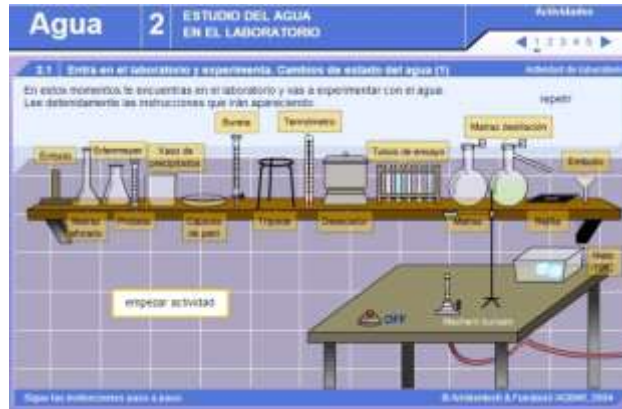 Agua
2
ESTUDIO DEL AGUA
EN EL LABORATORIO
Actividades
1 2 3 4 5
2.1 Entra en el laboratorio y experimenta. Cambios de estado del agua (1)
Actividad de laboratorio
En estos momentos te encuentras en el laboratorio y vas a experimentar con el agua.
Lee detenidamente las instrucciones que irán apareciendo.
repetir
Bureta
Termómetro
Matraz destilación
Erlenmeyer
Vaso de
precipitados
Tubos de ensayo
Embudo
Matraz
aforado
Probeta
Cápsula
de petri
Trípode
Desecador
Matraz
Rejilla
empezar actividad
OFF
Mechero bunsen
Sigue las instrucciones paso a paso